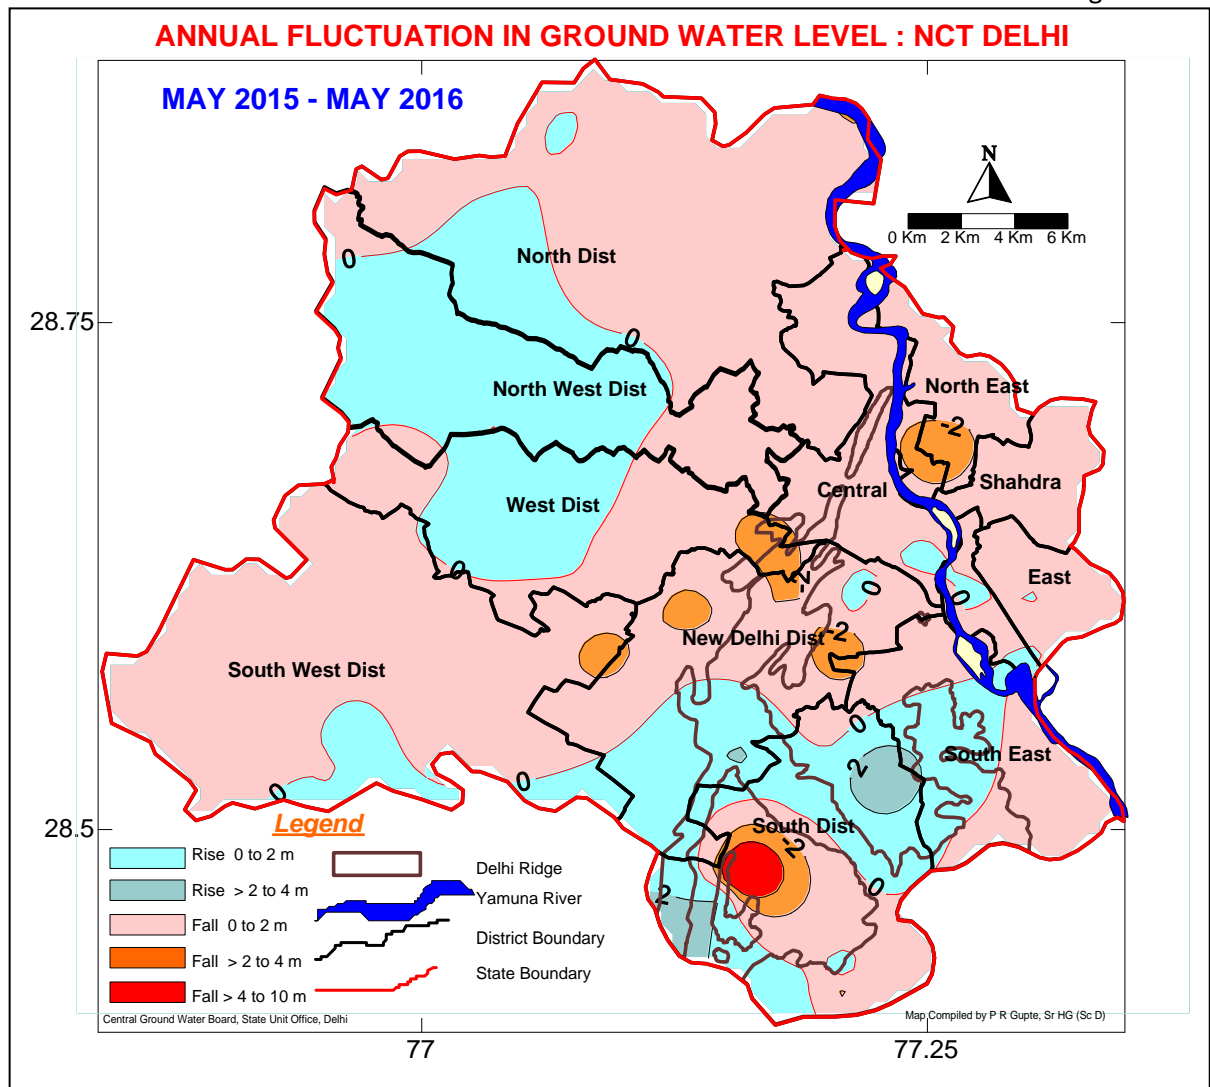 ANNUAL FLUCTUATION IN GROUND WATER LEVEL : NCT DELHI
MAY 2015 - MAY 2016
N
0 Km 2 Km 4 Km 6 Km
North Dist
0
28.75
0
North West Dist
North East
-2
Shahdra
Central
West Dist
0
-2
0
0
East
New Delhi Dist
-2
South West Dist
0
South East
2
0
0
28.5
South Dist
-2
0
2
Legend
Rise 0 to 2 m
Rise > 2 to 4 m
Fall 0 to 2 m
Fall > 2 to 4 m
Fall > 4 to 10 m
Delhi Ridge
Yamuna River
District Boundary
State Boundary
Central Ground Water Board, State Unit Office, Delhi
Map Compiled by P R Gupte, Sr HG (Sc D)
77
77.25